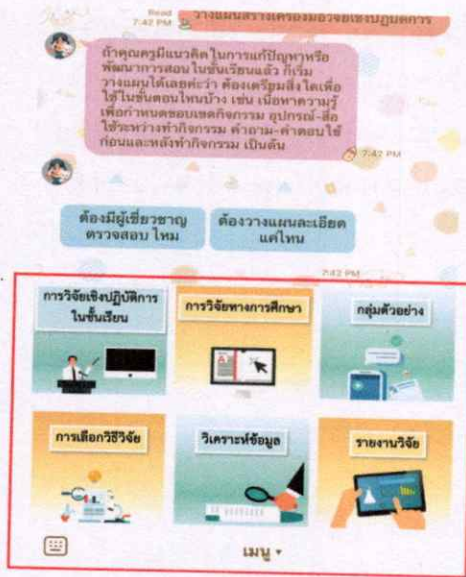 Read
7:42 PM
วางแผนสร้างเครื่องมือวิจัยเชิงปฏิบัติการ
ถ้าคุณครูมีแนวคิดในการแก้ปัญหาหรือ
พัฒนาการสอนในชั้นเรียนแล้ว ก็เริ่ม
วางแผนได้เลยค่ะว่า ต้องเตรียมสิ่งใดเพื่อ
ใช้ในขั้นตอนไหนบ้าง เช่น เนื้อหาความรู้
เพื่อกำหนดขอบเขตกิจกรรม อุปกรณ์-สื่อ
ใช้ระหว่างทำกิจกรรม คำถาม-คำตอบใช้
ก่อนและหลังทำกิจกรรม เป็นต้น
7:42 PM
ต้องมีผู้เชี่ยวชาญ
ตรวจสอบ ไหม
ต้องวางแผนละเอียด
แค่ไหน
7:42 PM
การวิจัยเชิงปฏิบัติการ
ในชั้นเรียน
การวิจัยทางการศึกษา
กลุ่มตัวอย่าง
การเลือกวิธีวิจัย
วิเคราะห์ข้อมูล
รายงานวิจัย
เมนู